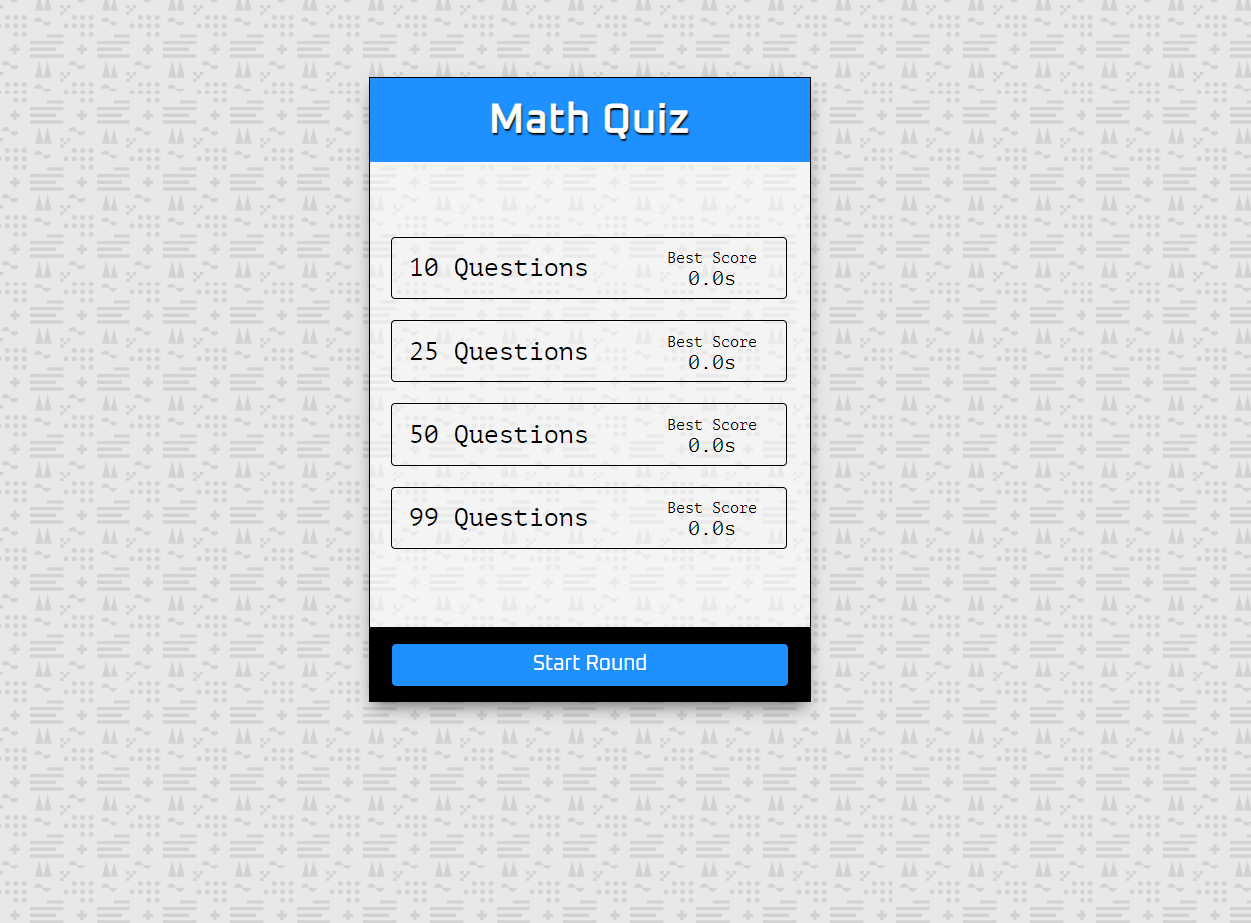 Math Quiz
10 Questions
Best Score
0.0s
25 Questions
Best Score
0.0s
50 Questions
Best Score
0.0s
99 Questions
Best Score
0.0s
Start Round